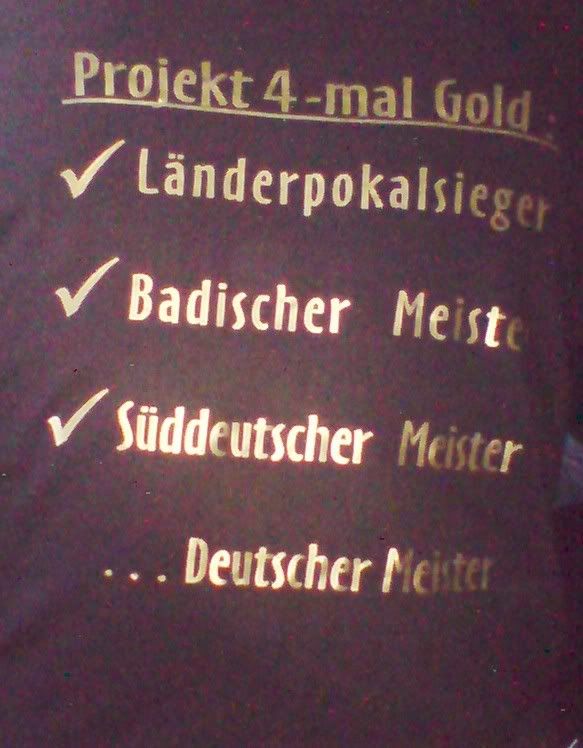 Projekt 4-mal Gold
✓ Länderpokalsieger
✓ Badischer Meiste
✓ Süddeutscher Meister
... Deutscher Meister